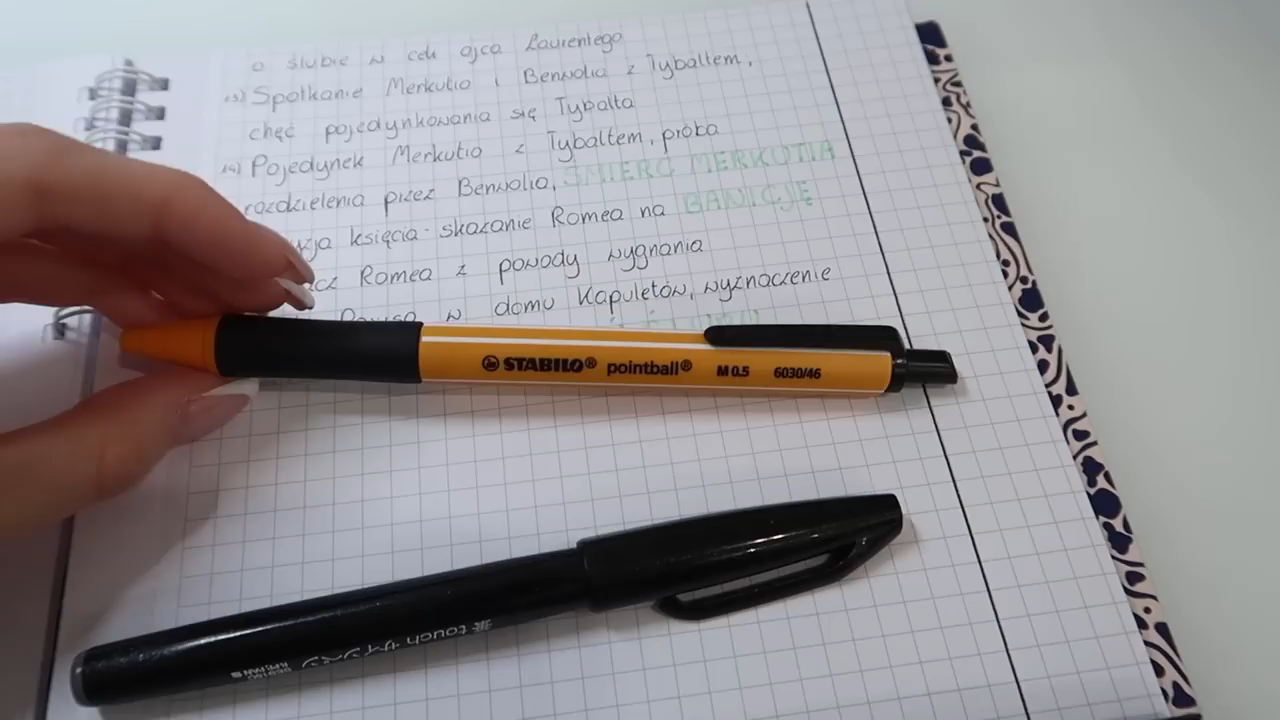 o ślubie w celi ojca Laurentego
13) Spotkanie Merkutio i Benwolia z Tybaltem,
chęć pojedynkowania się Tybalta
14) Pojedynek Merkutia z Tybaltem, próba
rozdzielenia przez Benwolia, ŚMIERĆ MERKUTIA
księcia - skazanie Romea na BANICJĘ
Romea z powody wygnania
w domu Kapuletów, wyznaczenie
STABILO® pointball® M 0.5 6030/46
touch